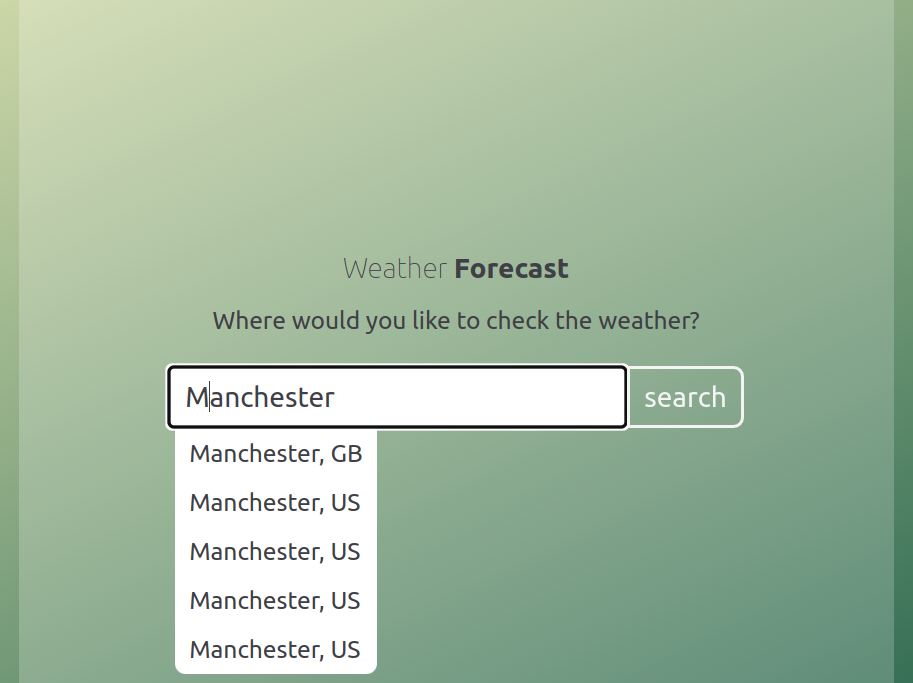 Weather Forecast
Where would you like to check the weather?
Manchester
search
Manchester, GB
Manchester, US
Manchester, US
Manchester, US
Manchester, US